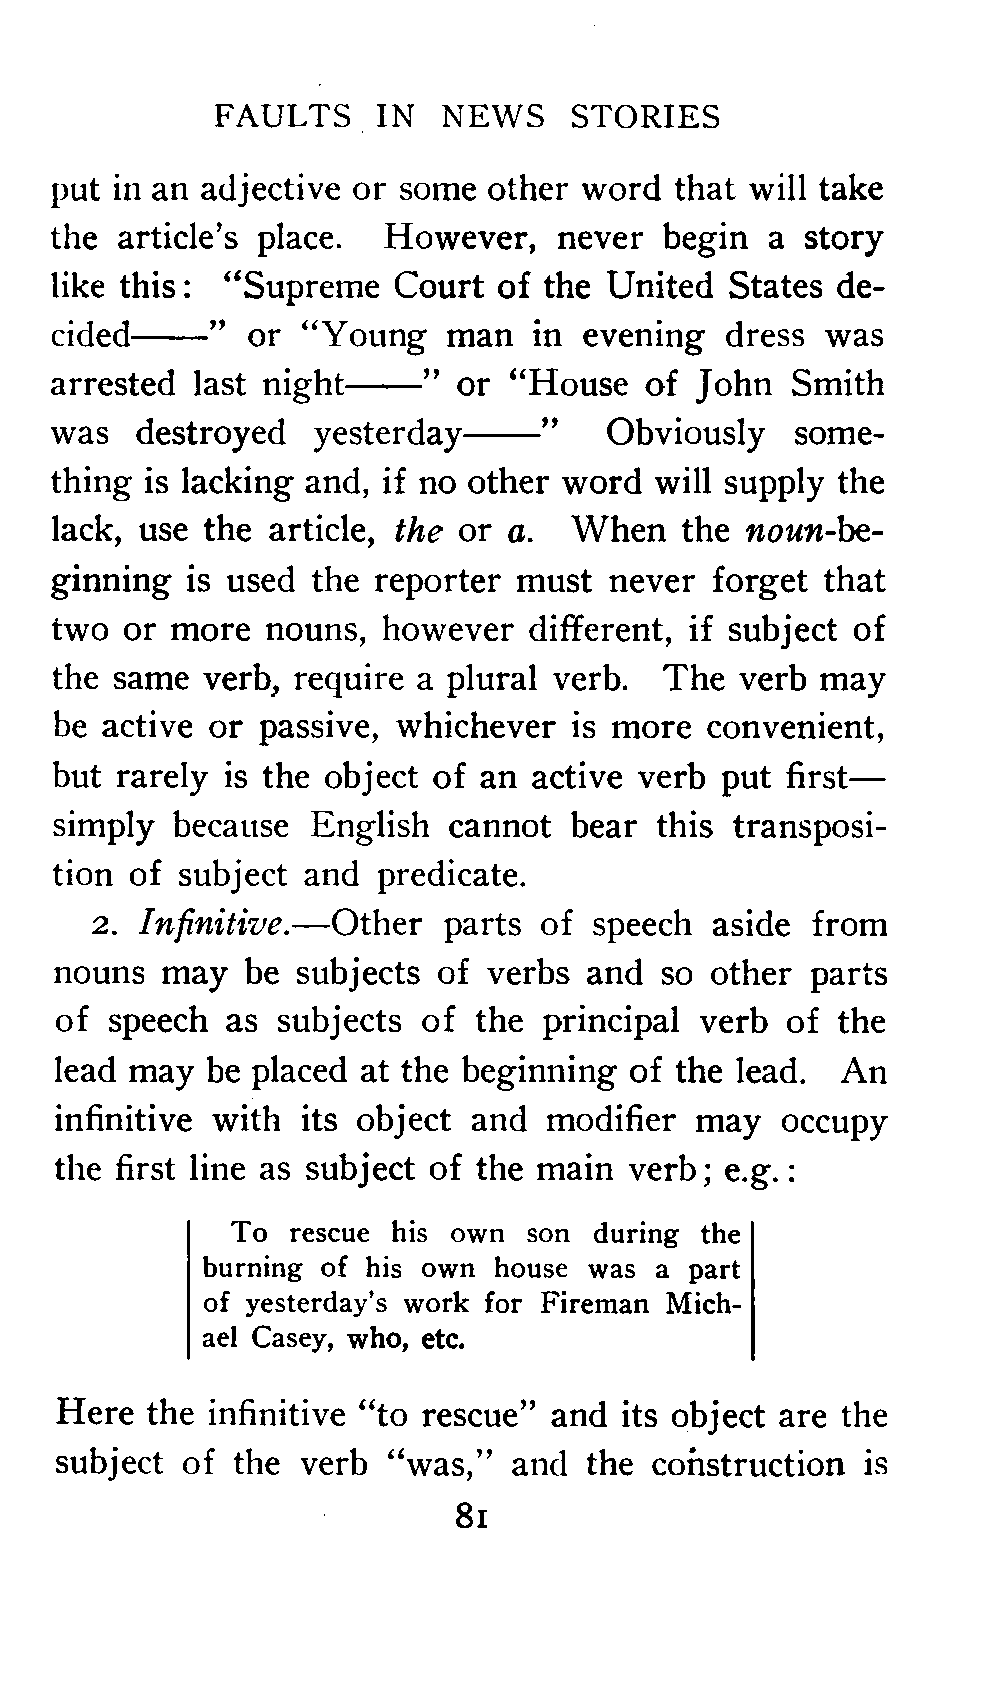 FAULTS IN NEWS STORIES
put in an adjective or some other word that will take
the article's place. However, never begin a story
like this: “Supreme Court of the United States de-
cided——” or “Young man in evening dress was
arrested last night——” or “House of John Smith
was destroyed yesterday——” Obviously some-
thing is lacking and, if no other word will supply the
lack, use the article, the or a. When the noun-be-
ginning is used the reporter must never forget that
two or more nouns, however different, if subject of
the same verb, require a plural verb. The verb may
be active or passive, whichever is more convenient,
but rarely is the object of an active verb put first—
simply because English cannot bear this transposi-
tion of subject and predicate.
2. Infinitive.—Other parts of speech aside from
nouns may be subjects of verbs and so other parts
of speech as subjects of the principal verb of the
lead may be placed at the beginning of the lead. An
infinitive with its object and modifier may occupy
the first line as subject of the main verb; e.g.:
To rescue his own son during the
burning of his own house was a part
of yesterday's work for Fireman Mich-
ael Casey, who, etc.
Here the infinitive “to rescue” and its object are the
subject of the verb “was,” and the construction is
81